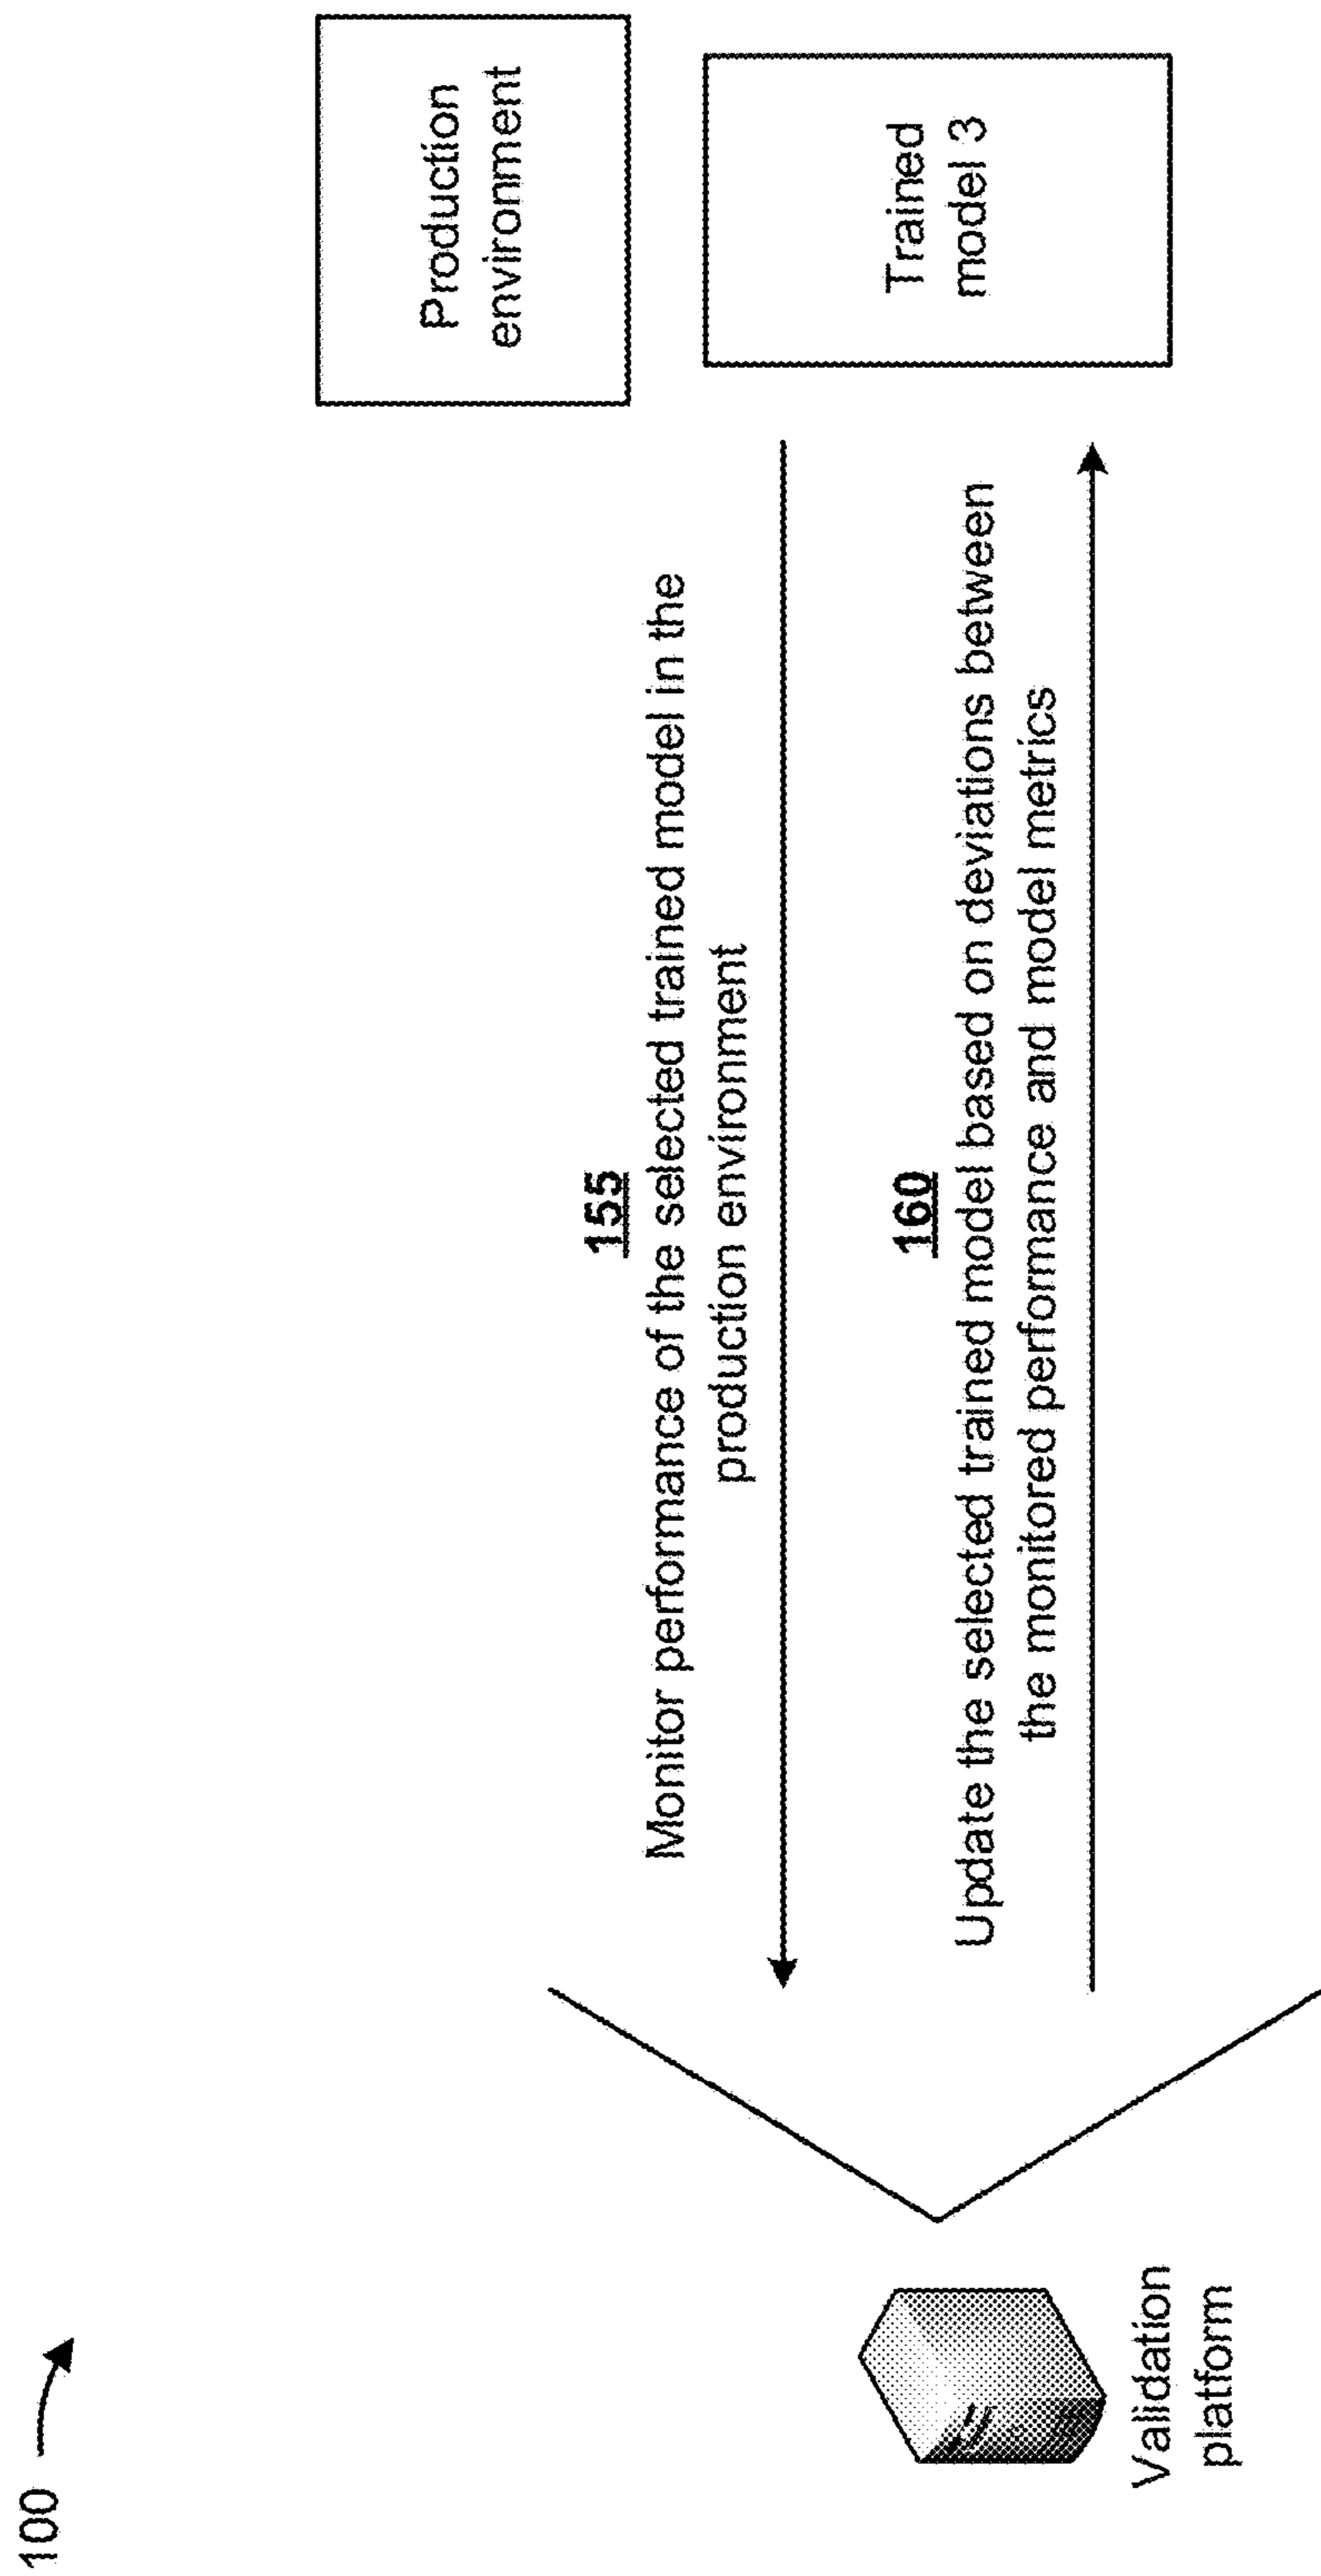 100
Production
environment
155
Monitor performance of the selected trained model in the
production environment
Trained
model 3
160
Update the selected trained model based on deviations between
the monitored performance and model metrics
Validation
platform